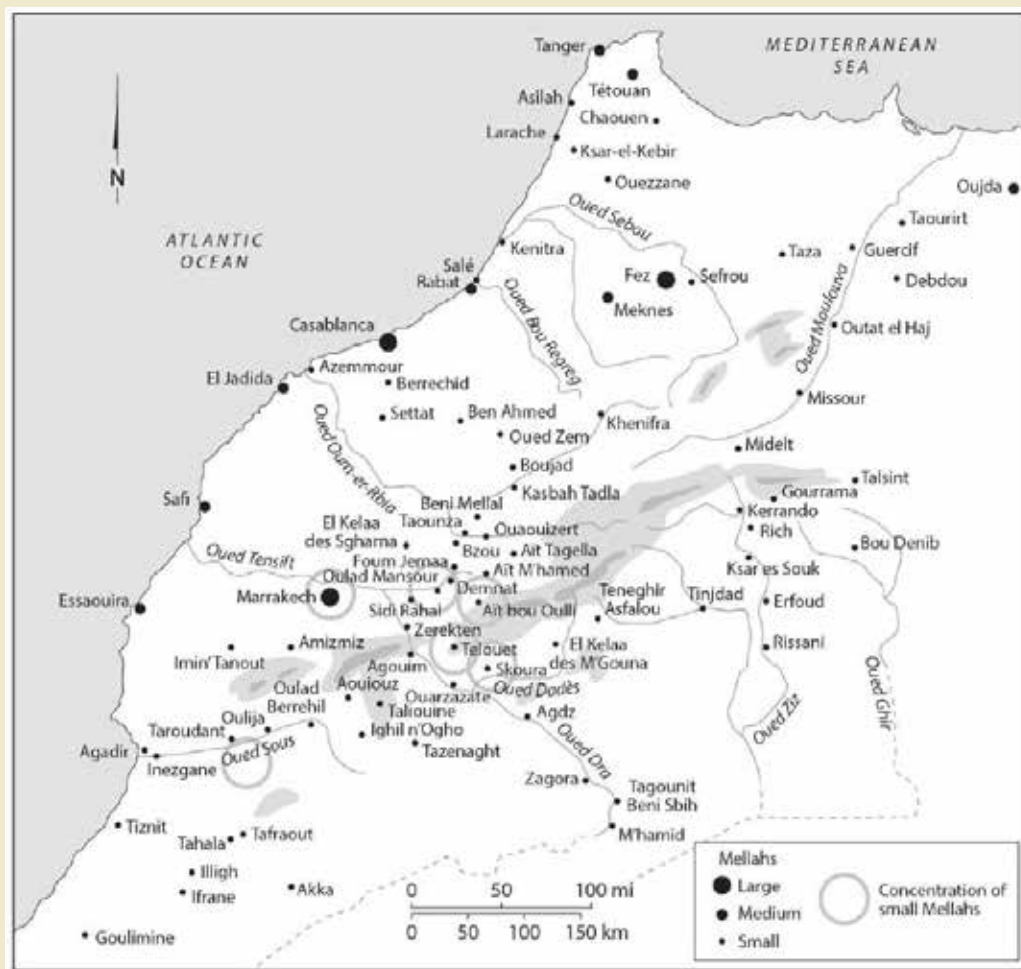 MEDITERRANEAN
SEA
Tanger
Tétouan
Asilah
Chaouen
Larache
Ksar-el-Kebir
Ouezzane
Oujda
Oued Sebou
Taourirt
N
ATLANTIC
OCEAN
Kenitra
Taza
Guercif
Salé
Rabat
Fez
Sefrou
Debdou
Meknes
Oued Bou Regreg
Oued Moulouya
Outat el Haj
Casablanca
Azemmour
El Jadida
Berrechid
Missour
Settat
Ben Ahmed
Khenifra
Oued Zem
Oued Oum-er-Rbia
Midelt
Boujad
Kasbah Tadla
Talsint
Safi
Gourrama
Beni Mellal
Kerrando
Taounza
Ouaouizert
El Kelaa
des Sgharna
Rich
Bzou
Aït Tagella
Bou Denib
Oued Tensift
Foum Jemaa
Aït M'hamed
Ksar es Souk
Oulad Mansour
Demnat
Marrakech
Teneghir
Asfalou
Tinjdad
Essaouira
Sidi Rahal
Aït bou Oulli
Erfoud
Zerekten
Telouet
El Kelaa
des M'Gouna
Rissani
Imin'Tanout
Amizmiz
Agouim
Skoura
Oued Dadès
Oulad
Berrehil
Aouiouz
Ouarzazate
Oued Ziz
Oued Ghir
Taliouine
Agdz
Oulija
Taroudant
Ighil n'Ogho
Tazenaght
Oued Dra
Agadir
Inezgane
Oued Sous
Zagora
Tagounit
Beni Sbih
Tiznit
M'hamid
Tahala
Tafraout
Illigh
Ifrane
Akka
Goulimine
0 50 100 mi
0 50 100 150 km
Mellahs
Large
Medium
Small
Concentration of
small Mellahs